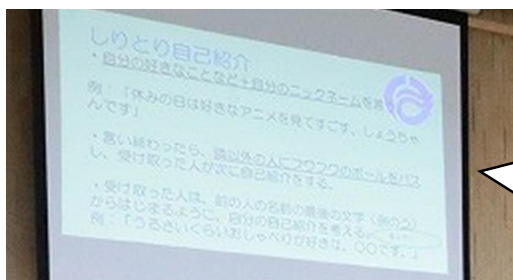 しりとり自己紹介
・自分の好きなことなど＋自分のニックネームを言う
例：「休みの日は好きなアニメを見てすごす、しょうちゃ
んです」
・言い終わったら、隣以外の人にフワフワのボールをパス
し、受け取った人が次に自己紹介をする。
・受け取った人は、前の人の名前の最後の文字（例のう）
からはじまるように、自分の自己紹介を考える。
例：「うるさいくらいおしゃべりが好きな、〇〇です。」